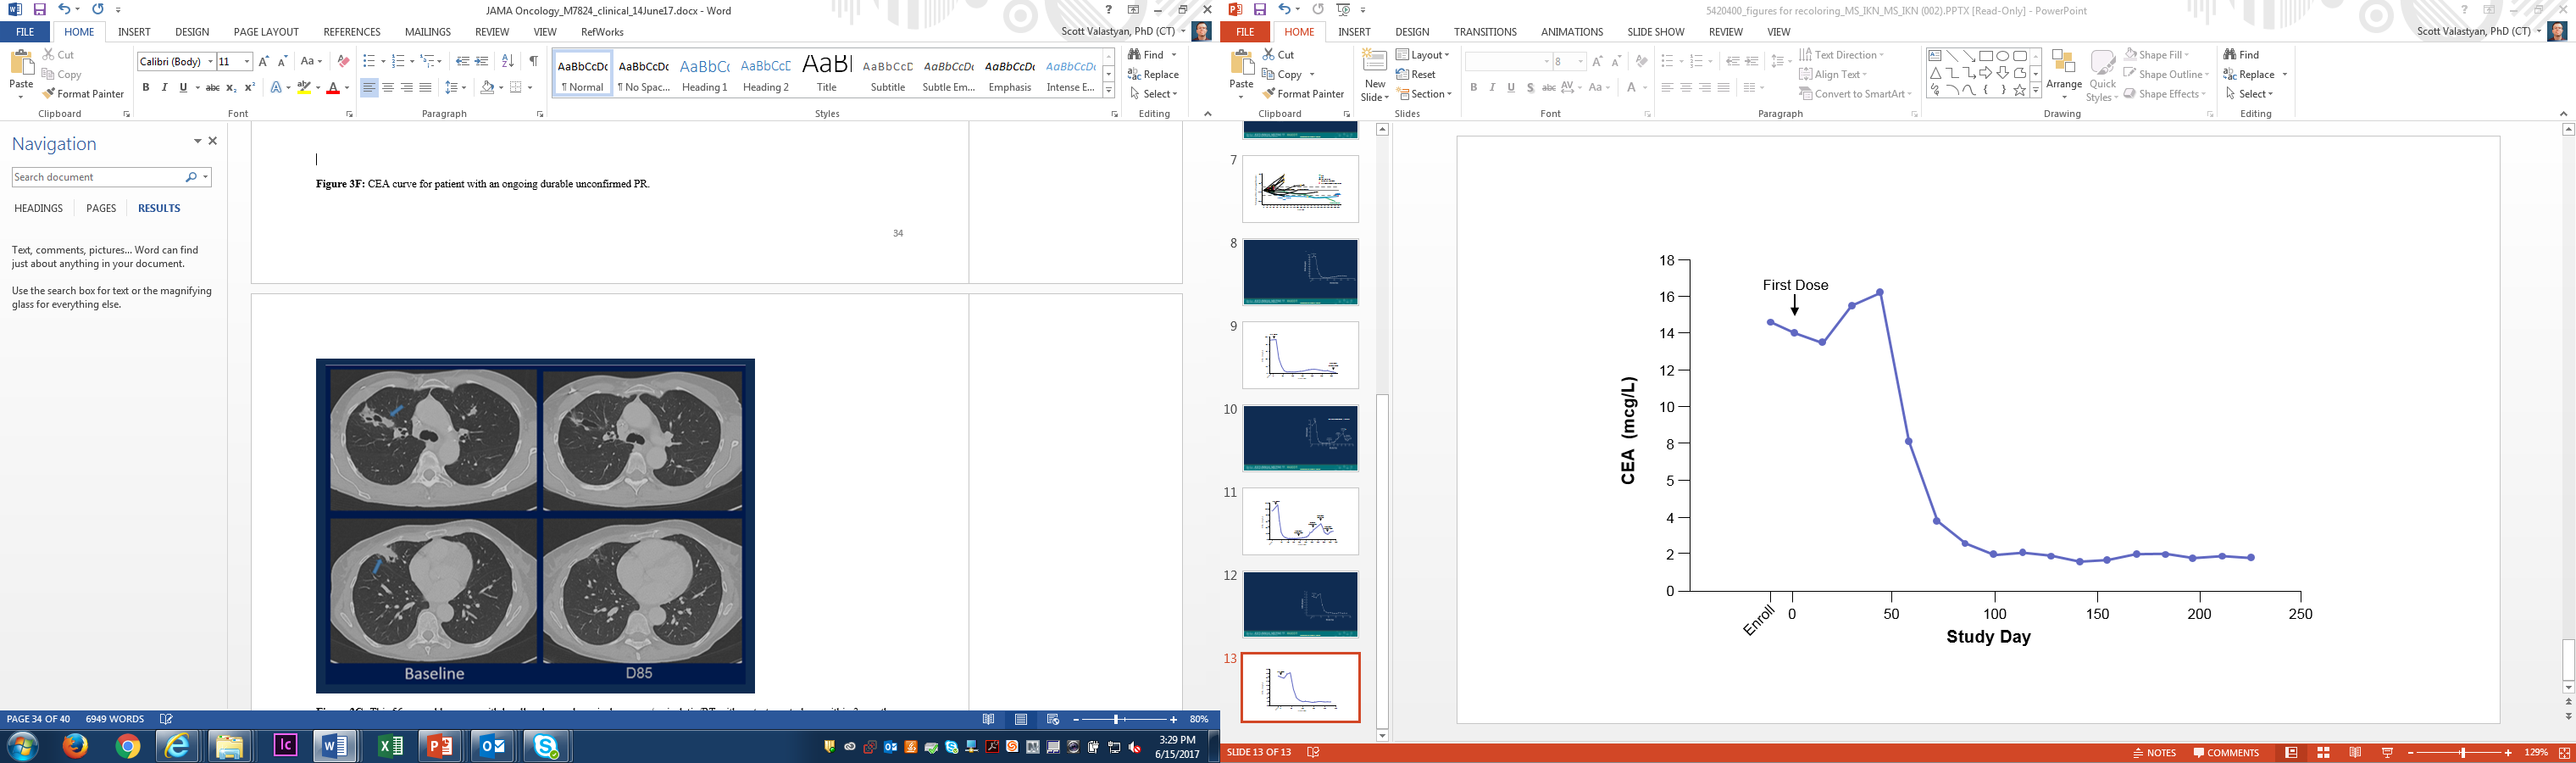 JAMA Oncology_M7824_clinical_14June17.docx - Word
FILE HOME INSERT DESIGN PAGE LAYOUT REFERENCES MAILINGS REVIEW VIEW RefWorks
Scott Valastyan, PhD (CT)
Paste
Cut
Copy
Format Painter
Calibri (Body) 11
AaBbCcDc AaBbCcDc AaBbCc AaBbCcC AaBl AaBbCcD AaBbCcDc AaBbCcDc AaBbCcDc
¶ Normal ¶ No Spac... Heading 1 Heading 2 Title Subtitle Subtle Em... Emphasis Intense E...
Find
Replace
Select
Clipboard Font Paragraph Styles Editing
Navigation
Search document
HEADINGS PAGES RESULTS
Text, comments, pictures... Word can find
just about anything in your document.
Use the search box for text or the magnifying
glass for everything else.
Figure 3F: CEA curve for patient with an ongoing durable unconfirmed PR.
34
Baseline D85
PAGE 34 OF 40 6949 WORDS 80%
3:29 PM
6/15/2017
5420400_figures for recoloring_MS_IKN_MS_IKN (002).PPTX [Read-Only] - PowerPoint
FILE HOME INSERT DESIGN TRANSITIONS ANIMATIONS SLIDE SHOW REVIEW VIEW
Scott Valastyan, PhD (CT)
Paste
Cut
Copy
Format Painter
New
Slide
Layout
Reset
Section
8
Text Direction
Align Text
Convert to SmartArt
Arrange
Quick
Styles
Shape Fill
Shape Outline
Shape Effects
Find
Replace
Select
Clipboard Slides Font Paragraph Drawing Editing
7
8
9
10
11
12
13
First Dose
CEA (mcg/L)
18
16
14
12
10
8
5
4
2
0
Enroll 0 50 100 150 200 250
Study Day
SLIDE 13 OF 13 NOTES COMMENTS 129%